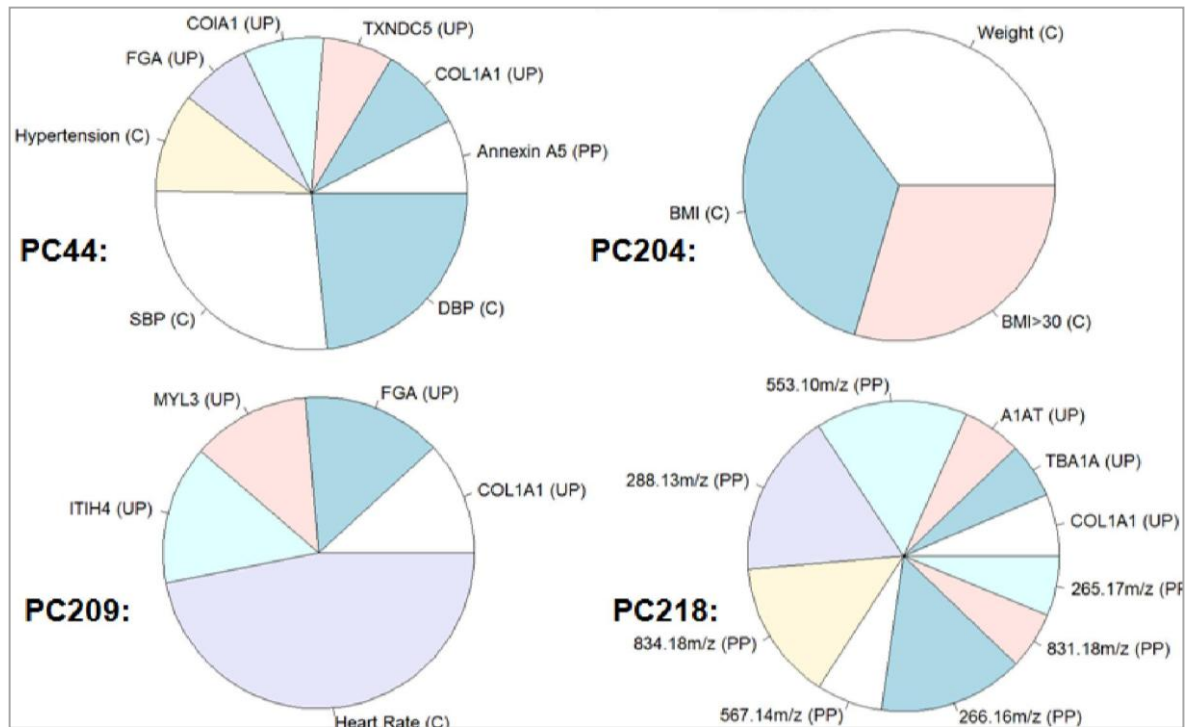 COIA1 (UP)
TXNDC5 (UP)
FGA (UP)
COL1A1 (UP)
Hypertension (C)
Annexin A5 (PP)
PC44:
SBP (C)
DBP (C)
Weight (C)
BMI (C)
PC204:
BMI>30 (C)
MYL3 (UP)
FGA (UP)
ITIH4 (UP)
COL1A1 (UP)
PC209:
Heart Rate (C)
553.10m/z (PP)
A1AT (UP)
TBA1A (UP)
288.13m/z (PP)
COL1A1 (UP)
PC218:
265.17m/z (PF
834.18m/z (PP)
831.18m/z (PP)
567.14m/z (PP)
266.16m/z (PP)